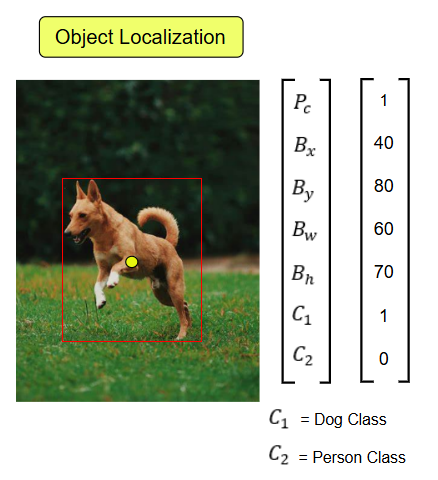 Object Localization
P_c 1
B_x 40
B_y 80
B_w 60
B_h 70
C_1 1
C_2 0
C_1 = Dog Class
C_2 = Person Class